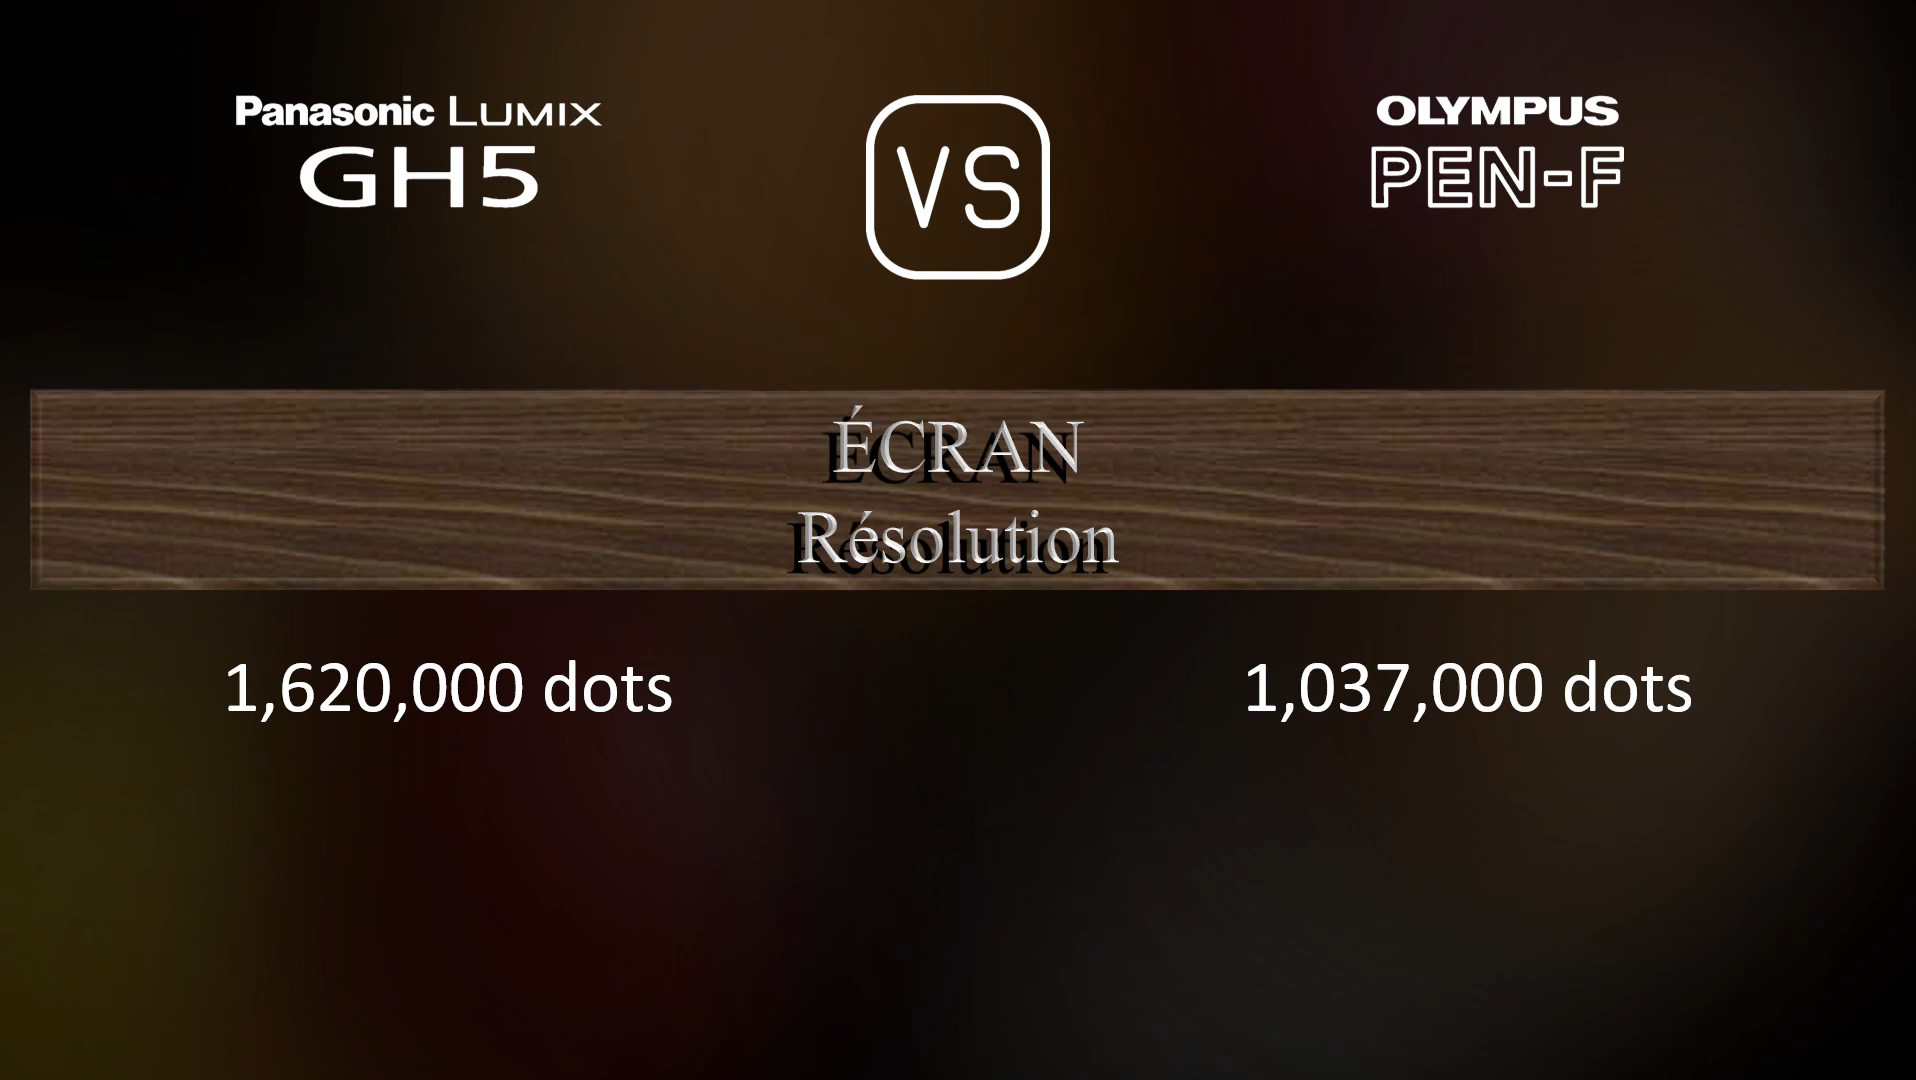 Panasonic LUMIX
GH5
VS
OLYMPUS
PEN-F
ÉCRAN
Résolution
1,620,000 dots
1,037,000 dots